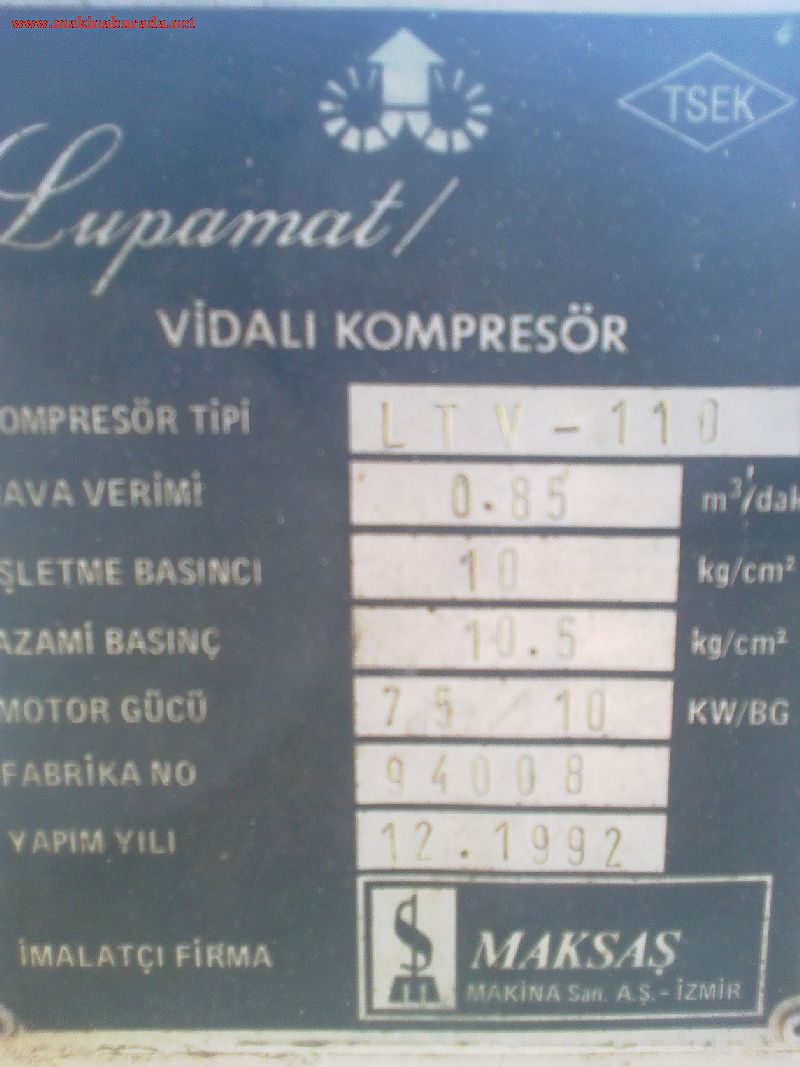 www.makinaburada.net
TSEK
Lupamat
VİDALI KOMPRESÖR
OMPRESÖR TİPİ LTV-110
AVA VERİMİ 0.85 m³/dak
ŞLETME BASINCI 10 kg/cm²
AZAMİ BASINÇ 10.5 kg/cm²
MOTOR GÜCÜ 75/10 KW/BG
FABRİKA NO 94008
YAPIM YILI 12.1992
İMALATÇI FİRMA MAKSAŞ
MAKİNA San. A.Ş. - İZMİR